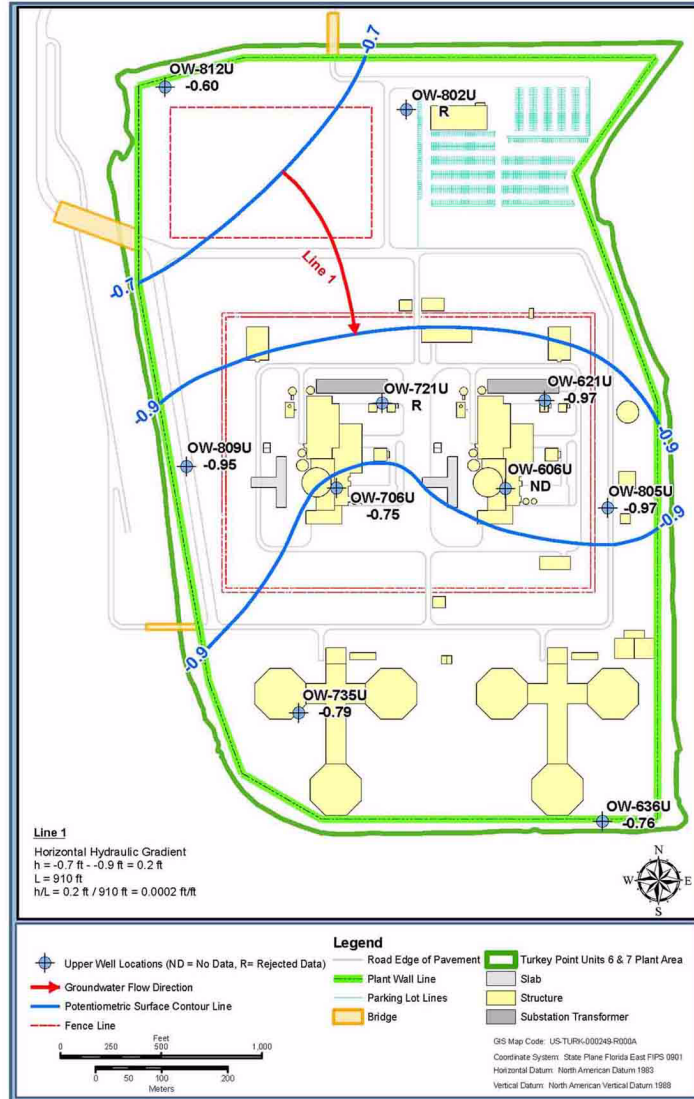 -0.7
OW-812U
-0.60
OW-802U
R
Line 1
-0.7
OW-721U
R
OW-621U
-0.97
-0.9
-0.9
OW-809U
-0.95
OW-706U
-0.75
OW-606U
ND
OW-805U
-0.97
-0.9
-0.9
OW-735U
-0.79
OW-636U
-0.76
Line 1
Horizontal Hydraulic Gradient
h = -0.7 ft - -0.9 ft = 0.2 ft
L = 910 ft
h/L = 0.2 ft / 910 ft = 0.0002 ft/ft
N
W
E
S
Legend
Upper Well Locations (ND = No Data, R= Rejected Data)
Groundwater Flow Direction
Potentiometric Surface Contour Line
Fence Line
Road Edge of Pavement
Plant Wall Line
Parking Lot Lines
Bridge
Turkey Point Units 6 & 7 Plant Area
Slab
Structure
Substation Transformer
Feet
0 250 500 1,000
0 50 100 200
Meters
GIS Map Code: US-TURK-000249-R000A
Coordinate System: State Plane Florida East FIPS 0901
Horizontal Datum: North American Datum 1983
Vertical Datum: North American Vertical Datum 1988